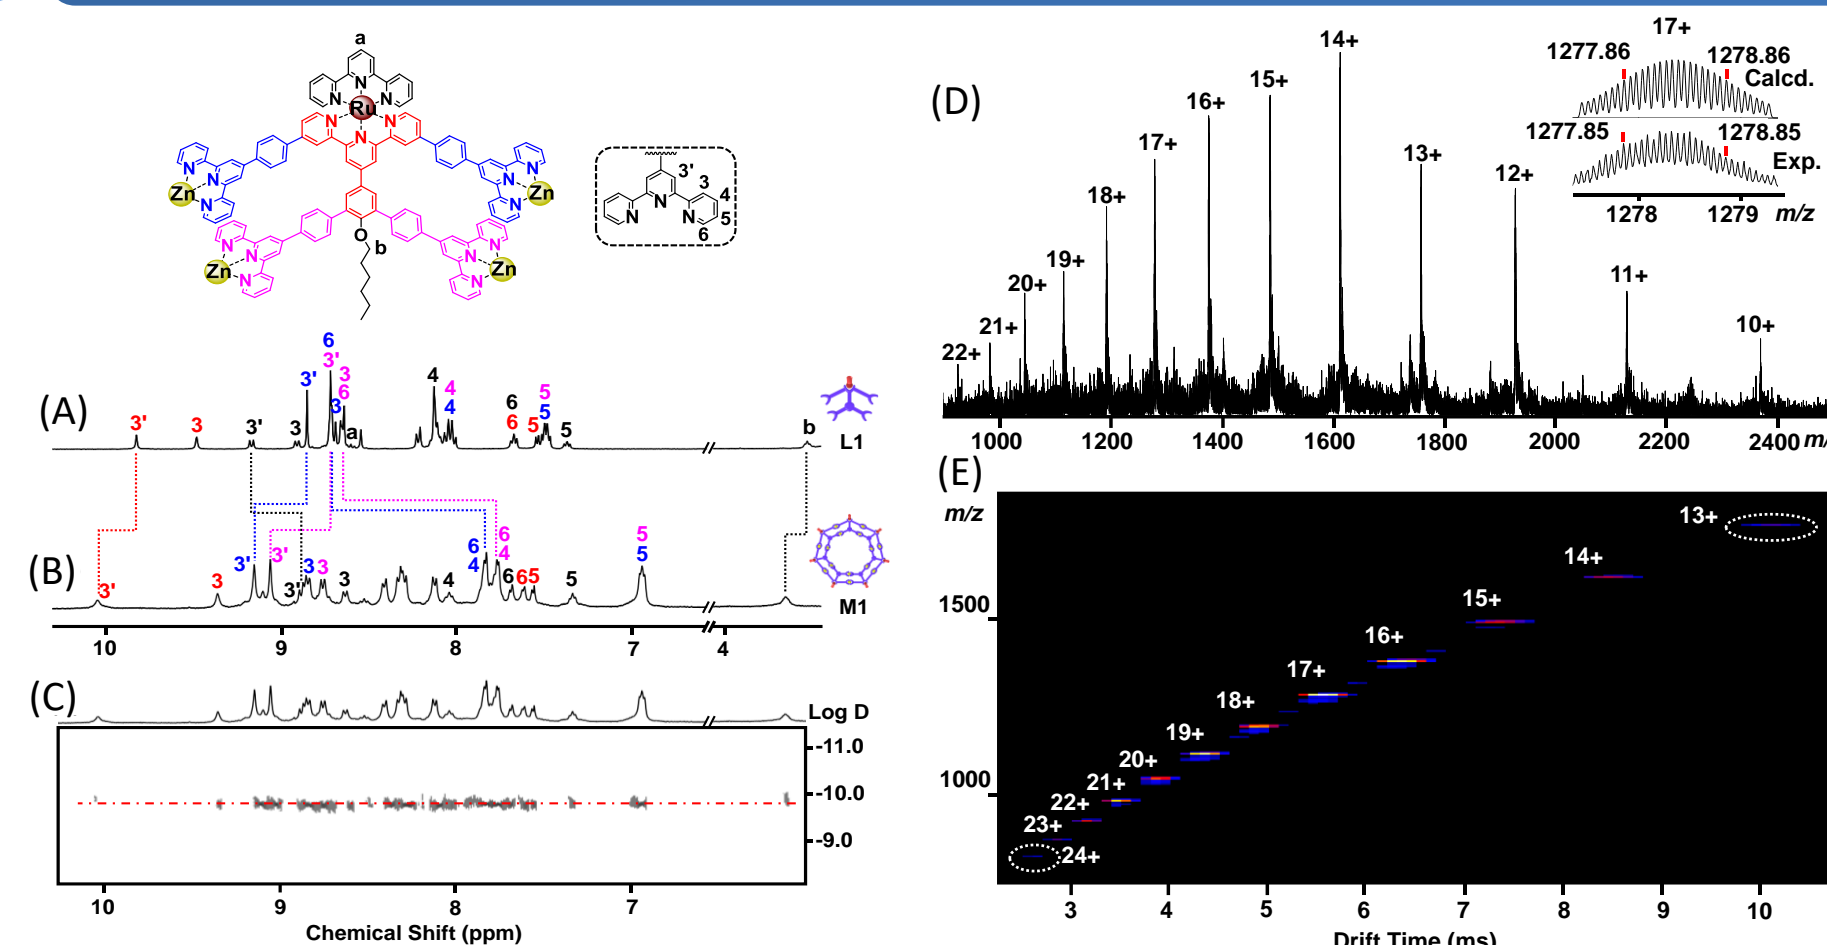 a
N
N N
Ru
N N
N
N N
N N
Zn Zn
N N
O
b
N N
N N
Zn Zn
N N
3'
3
4
N
N N
5
6
(A)
3' 3 3' 3 3' 6 3' 3 6 3 a 4 4 4 6 6 5 5 5 5 b
L1
(B)
3' 3 3' 3' 3' 3 3 3 4 6 4 6 4 6 6 5 5 5 5
M1
10 9 8 7 4
(C)
Log D
-11.0
-10.0
-9.0
10 9 8 7
Chemical Shift (ppm)
(D)
22+ 21+ 20+ 19+ 18+ 17+ 16+ 15+ 14+ 13+ 12+ 11+ 10+
17+
1277.86 1278.86
Calcd.
1277.85 1278.85
Exp.
1278 1279 m/z
1000 1200 1400 1600 1800 2000 2200 2400
(E)
m/z
13+
14+
15+
16+
17+
18+
19+
20+
21+
22+
23+
24+
1500
1000
3 4 5 6 7 8 9 10
Drift Time (ms)